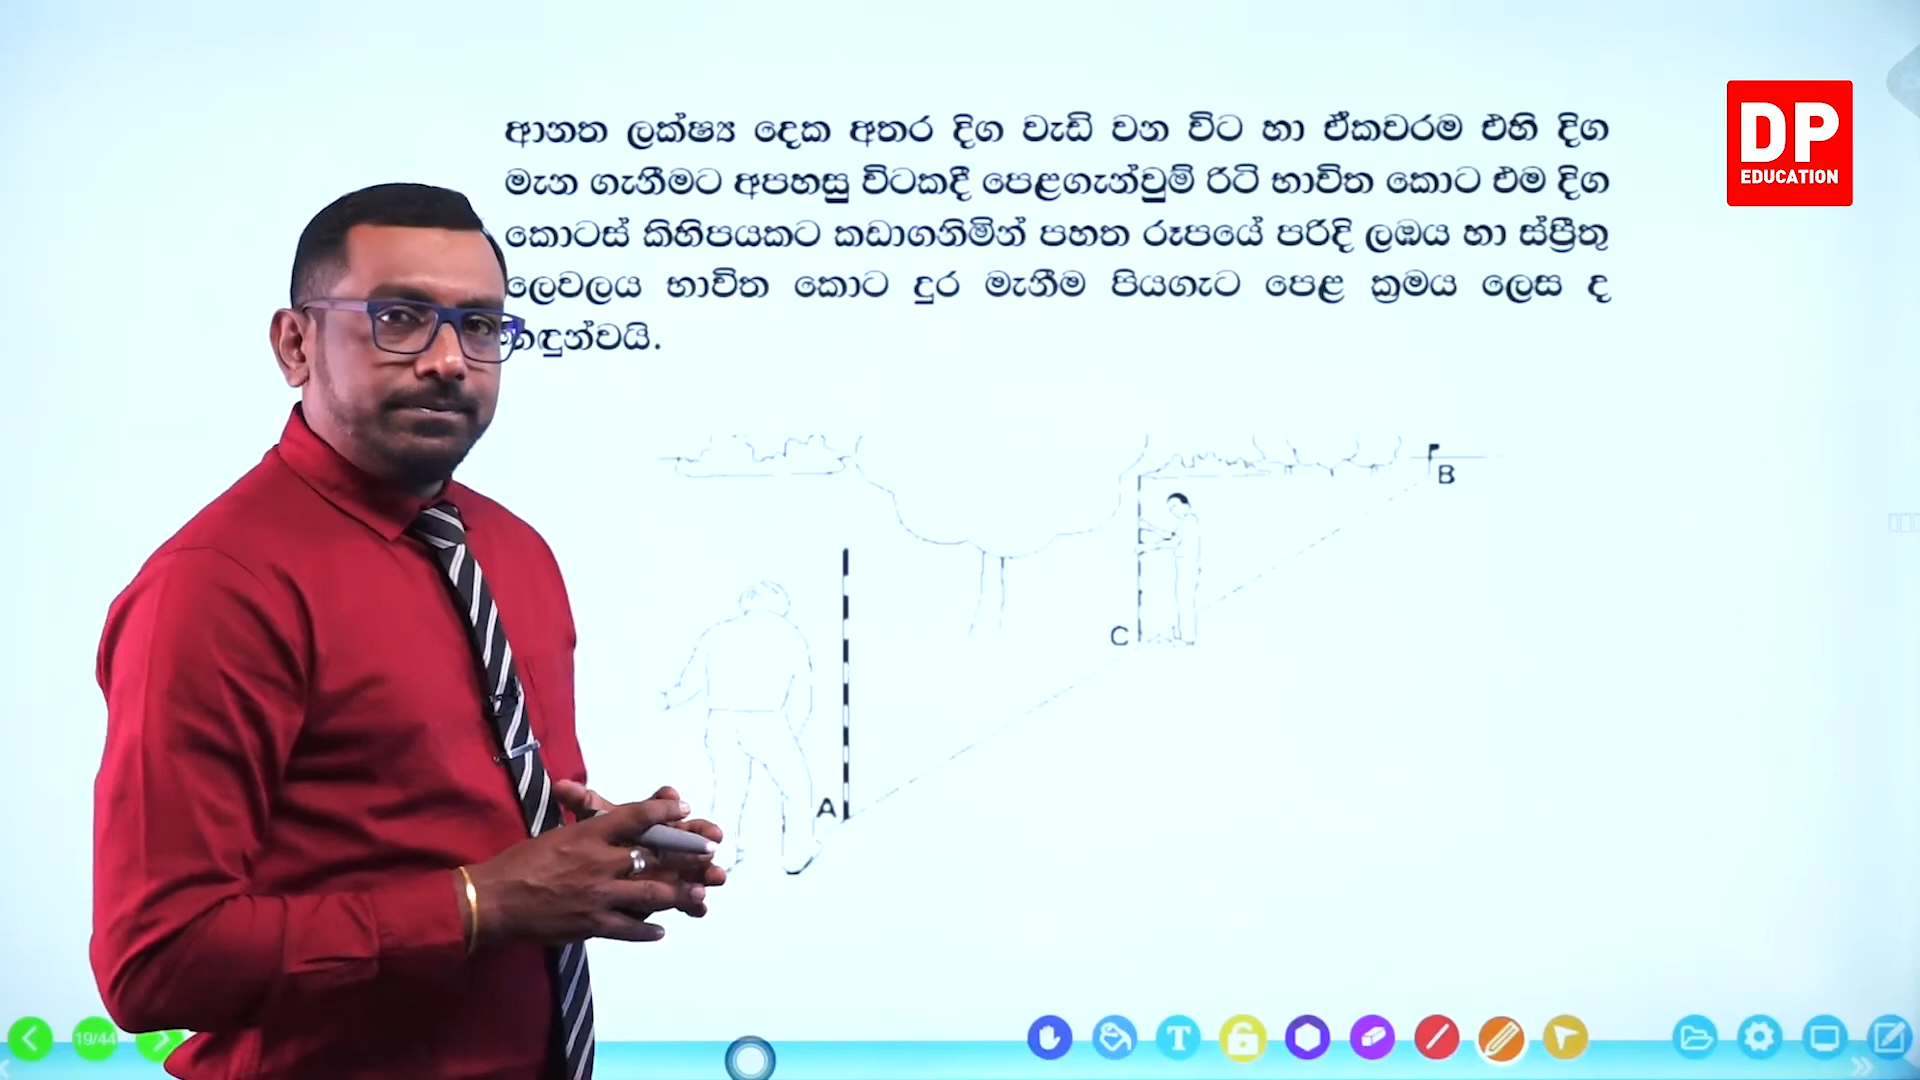 ආනත ලක්ෂ්‍ය දෙක අතර දිග වැඩි වන විට හා ඒකවරම එහි දිග
මැන ගැනීමට අපහසු විටකදී පෙළගැන්වුම් රිටි භාවිත කොට එම දිග
කොටස් කිහිපයකට කඩාගනිමින් පහත රූපයේ පරිදි ලඹය හා ස්ප්‍රීතු
ලෙවලය භාවිත කොට දුර මැනීම පියගැට පෙළ ක්‍රමය ලෙස ද
DP
EDUCATION
B
C
A
19/44
T